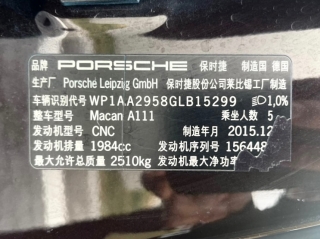 品牌 PORSCHE 保时捷 制造国 德国
生产厂 Porsche Leipzig GmbH 保时捷股份公司莱比锡工厂制造
车辆识别代号 WP1AA2958GLB15299 1,0%
整车型号 Macan A111 乘坐人数 5
发动机型号 CNC 制造年月 2015.12
发动机排量 1984cc 发动机序列号 156448
最大允许总质量 2510kg 发动机最大净功率